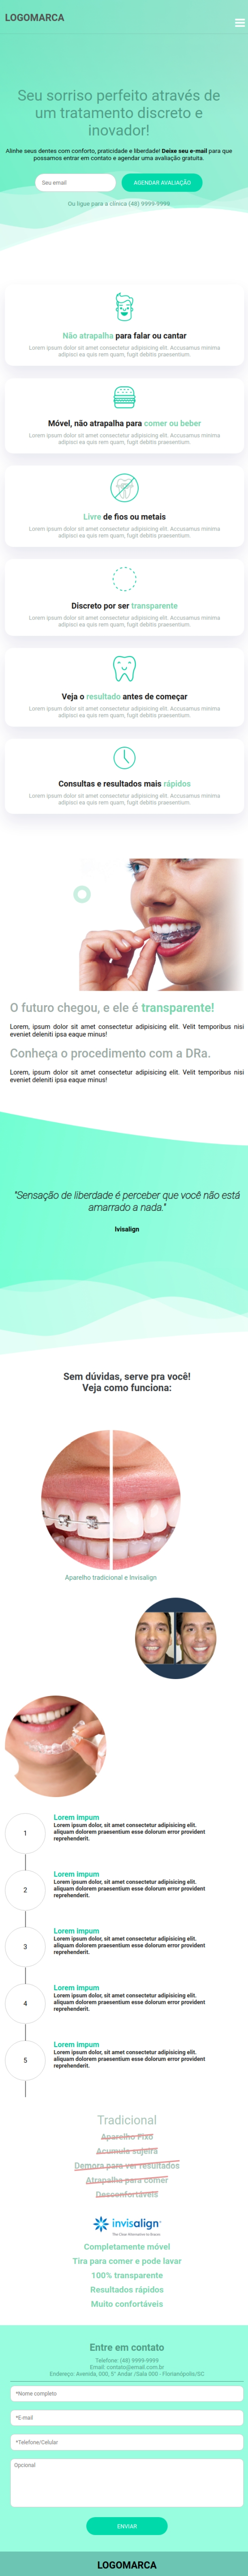 LOGOMARCA
Seu sorriso perfeito através de
um tratamento discreto e
inovador!
Alinhe seus dentes com conforto, praticidade e liberdade! Deixe seu e-mail para que
possamos entrar em contato e agendar uma avaliação gratuita.
Seu email
AGENDAR AVALIAÇÃO
Ou ligue para a clínica (48) 9999-9999
Não atrapalha para falar ou cantar
Lorem ipsum dolor sit amet consectetur adipisicing elit. Accusamus minima
adipisci ea quis rem quam, fugit debitis praesentium.
Móvel, não atrapalha para comer ou beber
Lorem ipsum dolor sit amet consectetur adipisicing elit. Accusamus minima
adipisci ea quis rem quam, fugit debitis praesentium.
Livre de fios ou metais
Lorem ipsum dolor sit amet consectetur adipisicing elit. Accusamus minima
adipisci ea quis rem quam, fugit debitis praesentium.
Discreto por ser transparente
Lorem ipsum dolor sit amet consectetur adipisicing elit. Accusamus minima
adipisci ea quis rem quam, fugit debitis praesentium.
Veja o resultado antes de começar
Lorem ipsum dolor sit amet consectetur adipisicing elit. Accusamus minima
adipisci ea quis rem quam, fugit debitis praesentium.
Consultas e resultados mais rápidos
Lorem ipsum dolor sit amet consectetur adipisicing elit. Accusamus minima
adipisci ea quis rem quam, fugit debitis praesentium.
O futuro chegou, e ele é transparente!
Lorem, ipsum dolor sit amet consectetur adipisicing elit. Velit temporibus nisi
eveniet deleniti ipsa eaque minus!
Conheça o procedimento com a DRa.
Lorem, ipsum dolor sit amet consectetur adipisicing elit. Velit temporibus nisi
eveniet deleniti ipsa eaque minus!
"Sensação de liberdade é perceber que você não está
amarrado a nada."
Ivisalign
Sem dúvidas, serve pra você!
Veja como funciona:
Aparelho tradicional e Invisalign
1
Lorem impum
Lorem ipsum dolor, sit amet consectetur adipisicing elit.
aliquam dolorem praesentium esse dolorum error provident
reprehenderit.
2
Lorem impum
Lorem ipsum dolor, sit amet consectetur adipisicing elit.
aliquam dolorem praesentium esse dolorum error provident
reprehenderit.
3
Lorem impum
Lorem ipsum dolor, sit amet consectetur adipisicing elit.
aliquam dolorem praesentium esse dolorum error provident
reprehenderit.
4
Lorem impum
Lorem ipsum dolor, sit amet consectetur adipisicing elit.
aliquam dolorem praesentium esse dolorum error provident
reprehenderit.
5
Lorem impum
Lorem ipsum dolor, sit amet consectetur adipisicing elit.
aliquam dolorem praesentium esse dolorum error provident
reprehenderit.
Tradicional
Aparelho Fixo
Acumula sujeira
Demora para ver resultados
Atrapalha para comer
Desconfortáveis
invisalign
The Clear Alternative to Braces
Completamente móvel
Tira para comer e pode lavar
100% transparente
Resultados rápidos
Muito confortáveis
Entre em contato
Telefone: (48) 9999-9999
Email: contato@email.com.br
Endereço: Avenida, 000, 5° Andar /Sala 000 - Florianópolis/SC
*Nome completo
*E-mail
*Telefone/Celular
Opcional
ENVIAR
LOGOMARCA